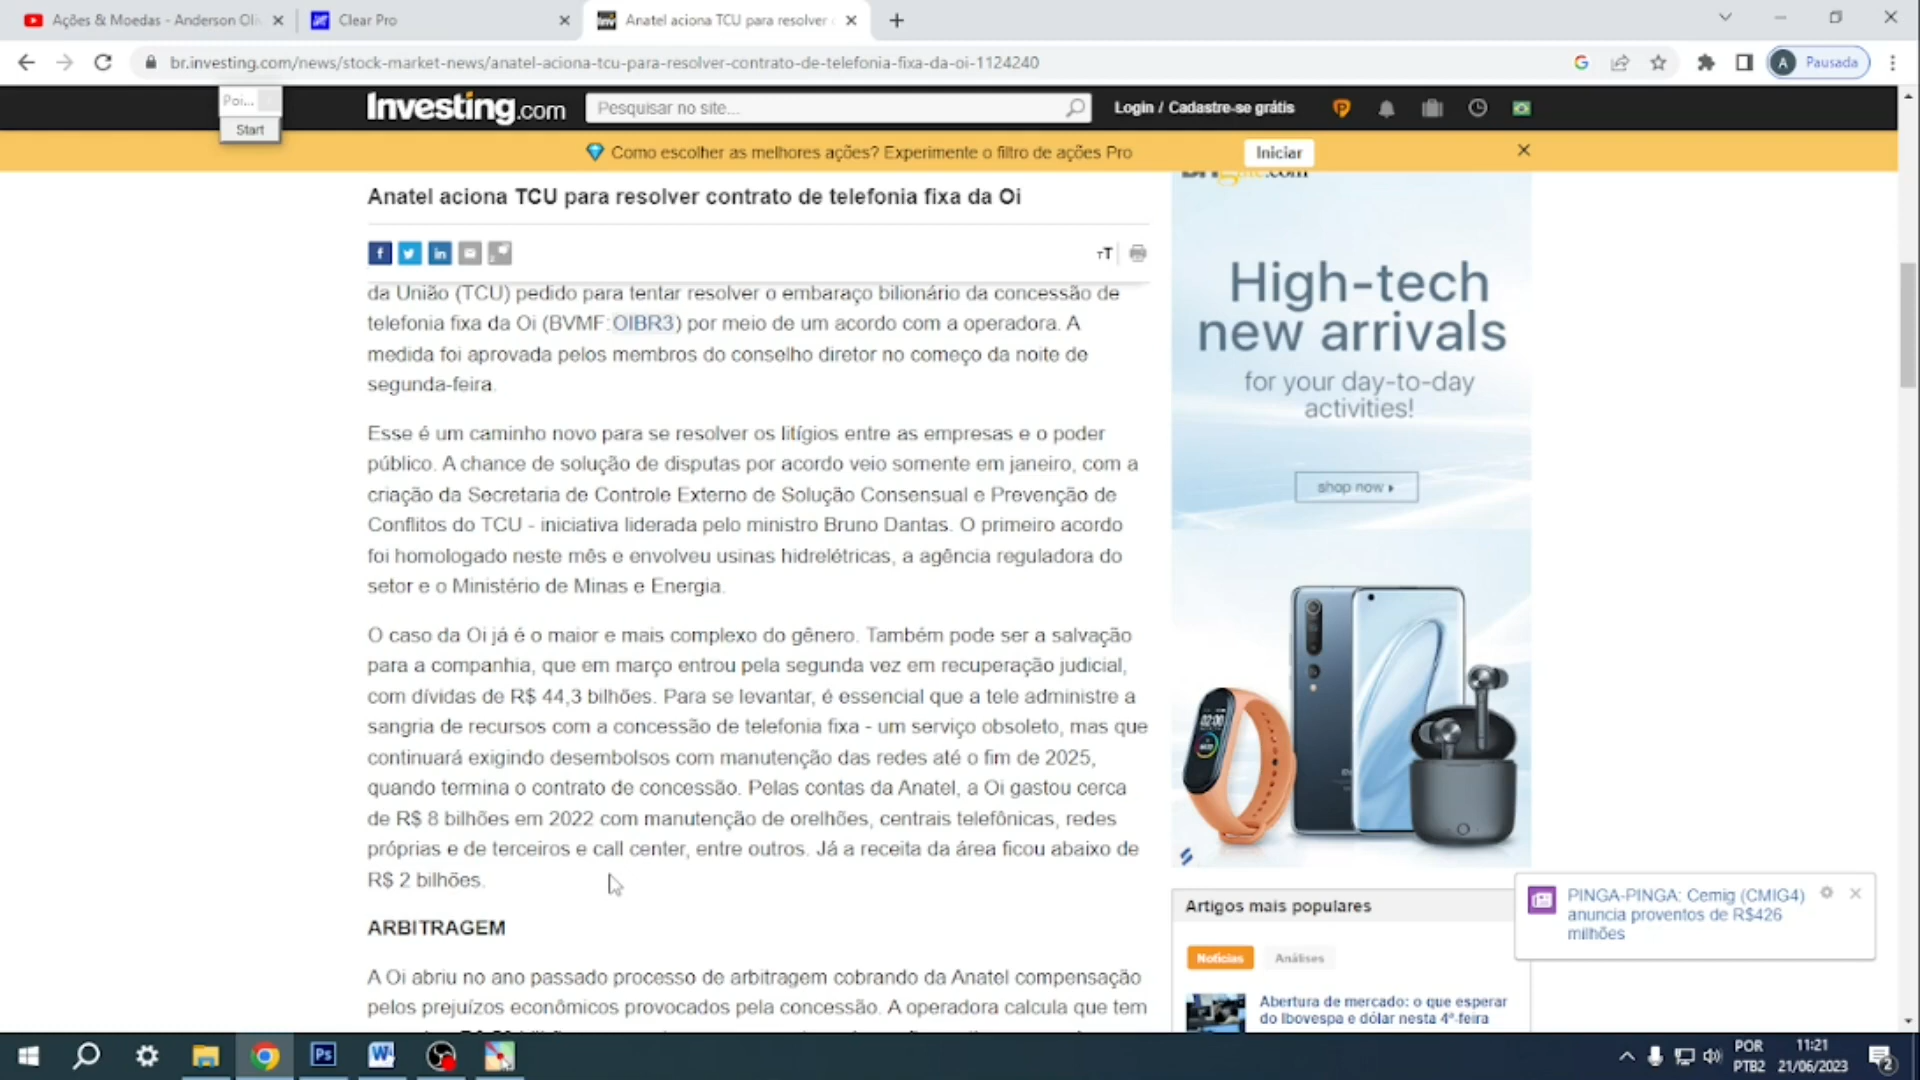 Ações & Moedas - Anderson Oli
Clear Pro
Anatel aciona TCU para resolver
br.investing.com/news/stock-market-news/anatel-aciona-tcu-para-resolver-contrato-de-telefonia-fixa-da-oi-1124240
A
Pausada
Poi...
Start
Investing.com
Pesquisar no site...
Login / Cadastre-se grátis
Como escolher as melhores ações? Experimente o filtro de ações Pro
Iniciar
Anatel aciona TCU para resolver contrato de telefonia fixa da Oi
da União (TCU) pedido para tentar resolver o embaraço bilionário da concessão de
telefonia fixa da Oi (BVMF:OIBR3) por meio de um acordo com a operadora. A
medida foi aprovada pelos membros do conselho diretor no começo da noite de
segunda-feira.
Esse é um caminho novo para se resolver os litígios entre as empresas e o poder
público. A chance de solução de disputas por acordo veio somente em janeiro, com a
criação da Secretaria de Controle Externo de Solução Consensual e Prevenção de
Conflitos do TCU - iniciativa liderada pelo ministro Bruno Dantas. O primeiro acordo
foi homologado neste mês e envolveu usinas hidrelétricas, a agência reguladora do
setor e o Ministério de Minas e Energia.
O caso da Oi já é o maior e mais complexo do gênero. Também pode ser a salvação
para a companhia, que em março entrou pela segunda vez em recuperação judicial,
com dívidas de R$ 44,3 bilhões. Para se levantar, é essencial que a tele administre a
sangria de recursos com a concessão de telefonia fixa - um serviço obsoleto, mas que
continuará exigindo desembolsos com manutenção das redes até o fim de 2025,
quando termina o contrato de concessão. Pelas contas da Anatel, a Oi gastou cerca
de R$ 8 bilhões em 2022 com manutenção de orelhões, centrais telefônicas, redes
próprias e de terceiros e call center, entre outros. Já a receita da área ficou abaixo de
R$ 2 bilhões.
ARBITRAGEM
A Oi abriu no ano passado processo de arbitragem cobrando da Anatel compensação
pelos prejuízos econômicos provocados pela concessão. A operadora calcula que tem
High-tech
new arrivals
for your day-to-day
activities!
shop now
02:00
Artigos mais populares
Notícias
Análises
Abertura de mercado: o que esperar
do Ibovespa e dólar nesta 4ª-feira
PINGA-PINGA: Cemig (CMIG4)
anuncia proventos de R$426
milhões
Ps
W
POR
PTB2
11:21
21/06/2023
2